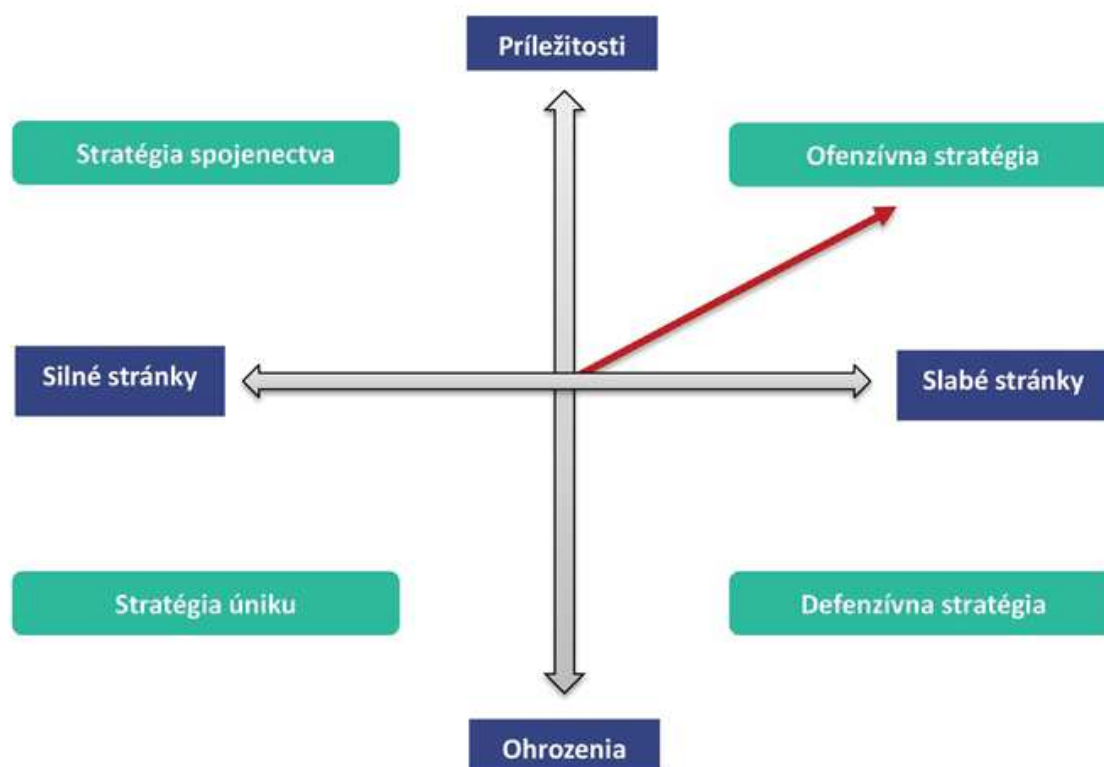 Príležitosti
Stratégia spojenectva
Ofenzívna stratégia
Silné stránky
Slabé stránky
Stratégia úniku
Defenzívna stratégia
Ohrozenia